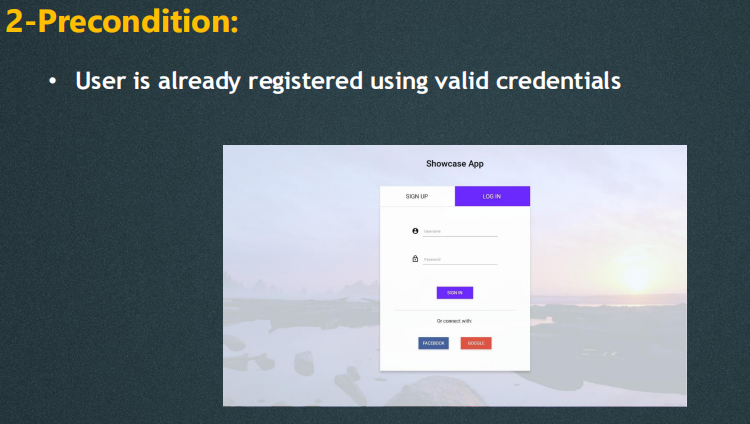 2-Precondition:
• User is already registered using valid credentials
Showcase App
SIGN UP
LOG IN
Username
Password
SIGN IN
Or connect with:
FACEBOOK
GOOGLE